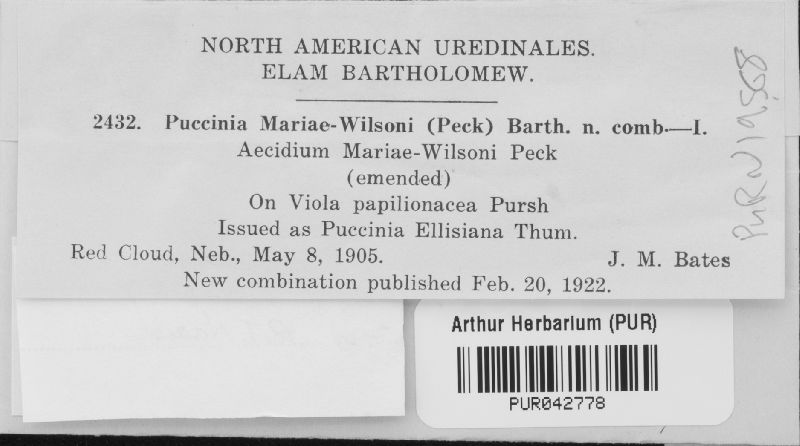 NORTH AMERICAN UREDINALES.
ELAM BARTHOLOMEW.
2432. Puccinia Mariae-Wilsoni (Peck) Barth. n. comb.—I.
Aecidium Mariae-Wilsoni Peck
(emended)
On Viola papilionacea Pursh
Issued as Puccinia Ellisiana Thum.
Red Cloud, Neb., May 8, 1905. J. M. Bates
New combination published Feb. 20, 1922.
PUR N19568
Arthur Herbarium (PUR)
PUR042778